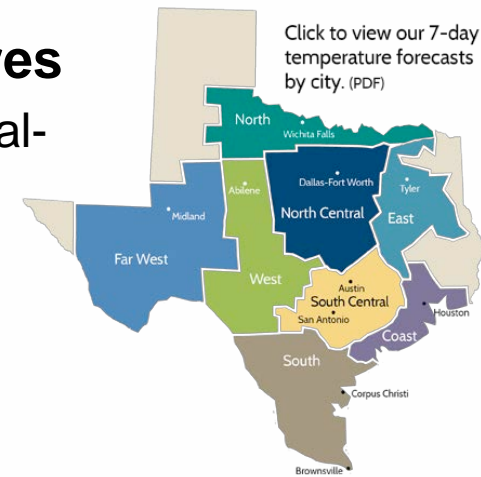 ves
al-
Click to view our 7-day
temperature forecasts
by city. (PDF)
North
Wichita Falls
Abilene
Dallas-Fort Worth
Tyler
Midland
North Central
East
Far West
West
Austin
South Central
San Antonio
Houston
Coast
South
Corpus Christi
Brownsville